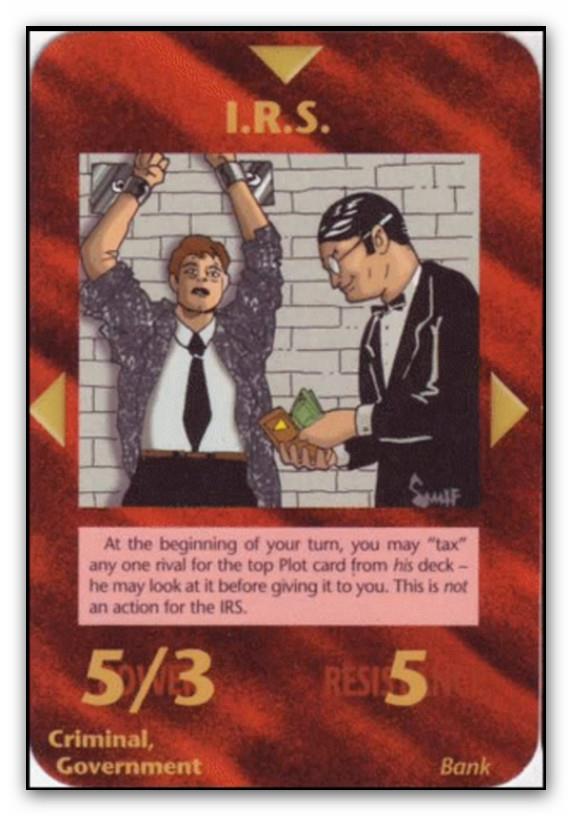 I.R.S.
At the beginning of your turn, you may "tax"
any one rival for the top Plot card from his deck –
he may look at it before giving it to you. This is not
an action for the IRS.
5/3 POWER
RESISTANCE 5
Criminal,
Government
Bank